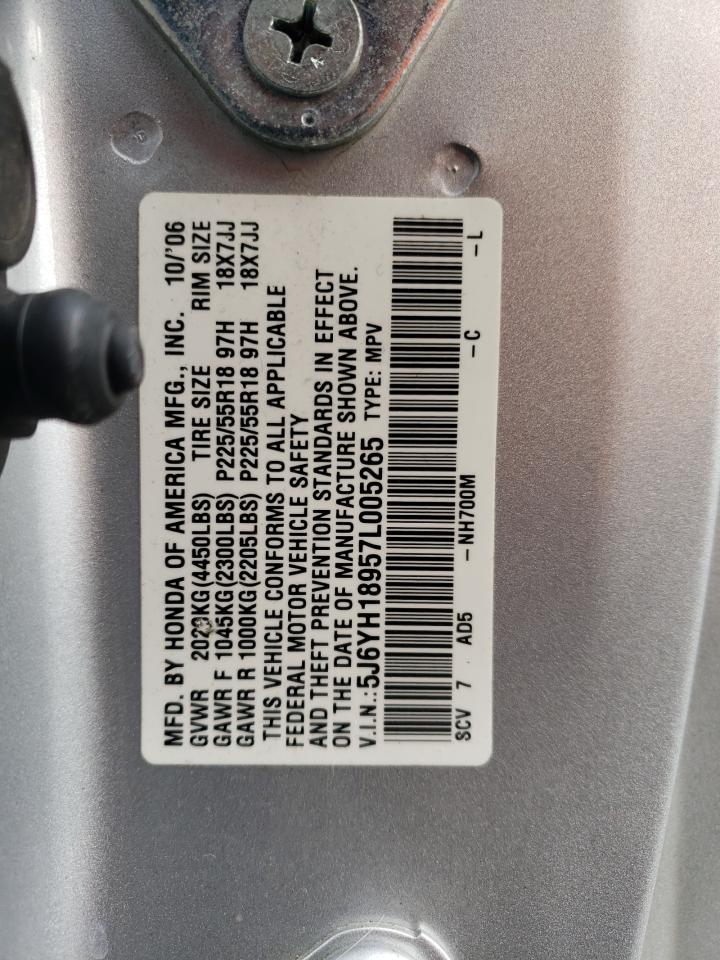 MFD. BY HONDA OF AMERICA MFG., INC. 10/'06
GVWR 2020KG(4450LBS) TIRE SIZE RIM SIZE
GAWR F 1045KG(2300LBS) P225/55R18 97H 18X7JJ
GAWR R 1000KG(2205LBS) P225/55R18 97H 18X7JJ
THIS VEHICLE CONFORMS TO ALL APPLICABLE
FEDERAL MOTOR VEHICLE SAFETY
AND THEFT PREVENTION STANDARDS IN EFFECT
ON THE DATE OF MANUFACTURE SHOWN ABOVE.
V.I.N.: 5J6YH18957L005265 TYPE: MPV
SCV 7 AD5 -NH700M -C -L